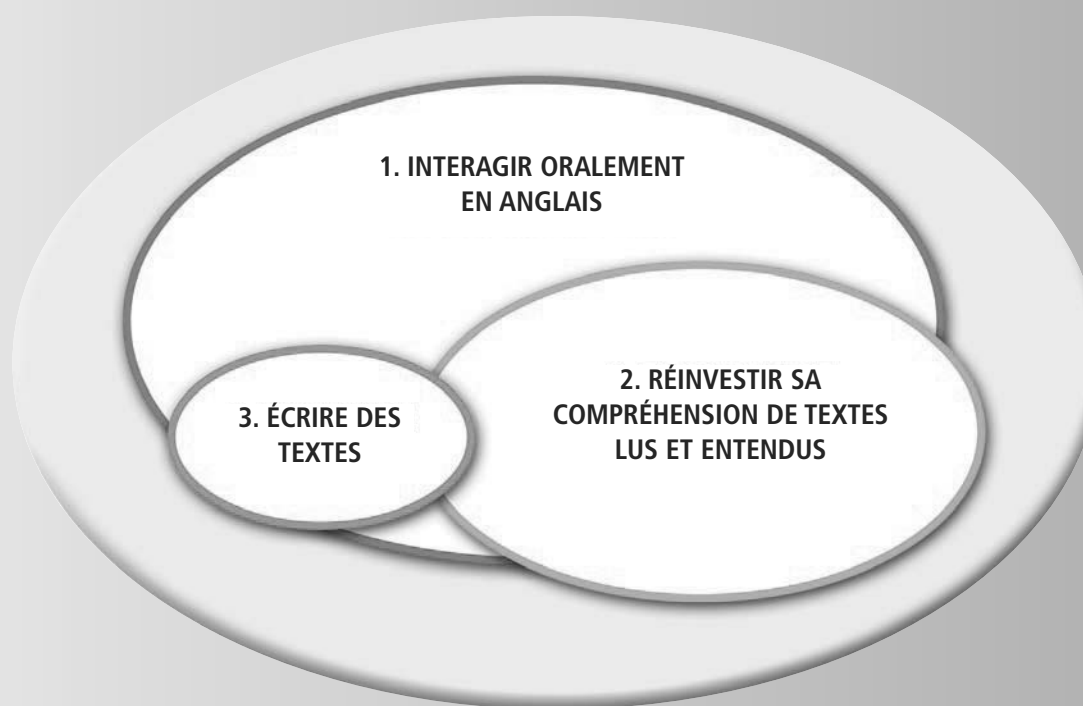 1. INTERAGIR ORALEMENT
EN ANGLAIS
2. RÉINVESTIR SA
COMPRÉHENSION DE TEXTES
LUS ET ENTENDUS
3. ÉCRIRE DES
TEXTES